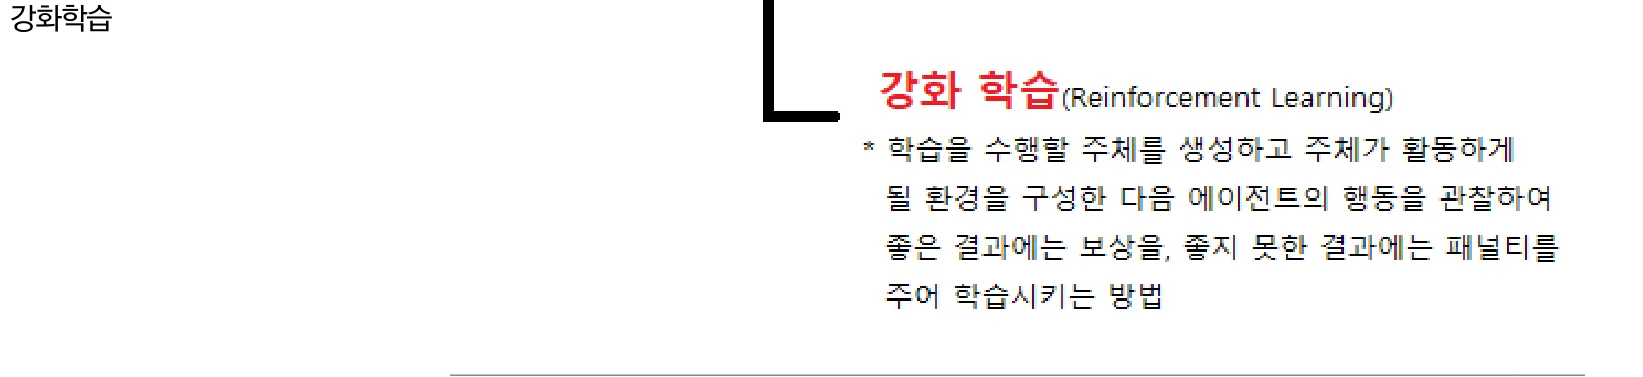 강화학습
강화 학습(Reinforcement Learning)
* 학습을 수행할 주체를 생성하고 주체가 활동하게
될 환경을 구성한 다음 에이전트의 행동을 관찰하여
좋은 결과에는 보상을, 좋지 못한 결과에는 패널티를
주어 학습시키는 방법